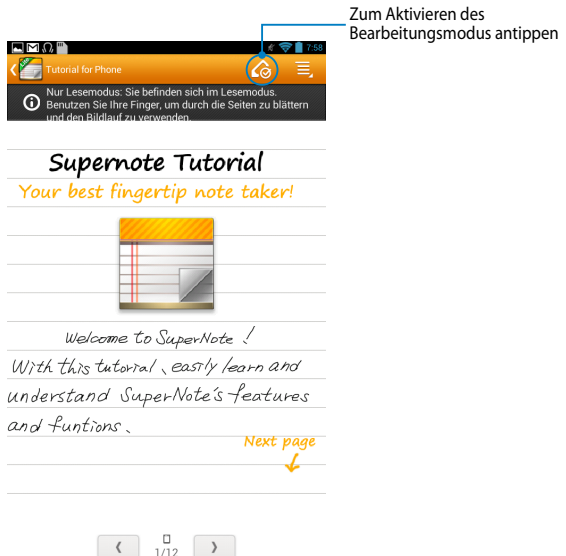 Zum Aktivieren des
Bearbeitungsmodus antippen
7:58
Tutorial for Phone
Nur Lesemodus: Sie befinden sich im Lesemodus.
Benutzen Sie Ihre Finger, um durch die Seiten zu blättern
und den Bildlauf zu verwenden.
Supernote Tutorial
Your best fingertip note taker!
Welcome to SuperNote !
With this tutorial, easily learn and
understand SuperNote's features
and funtions.
Next page
1/12